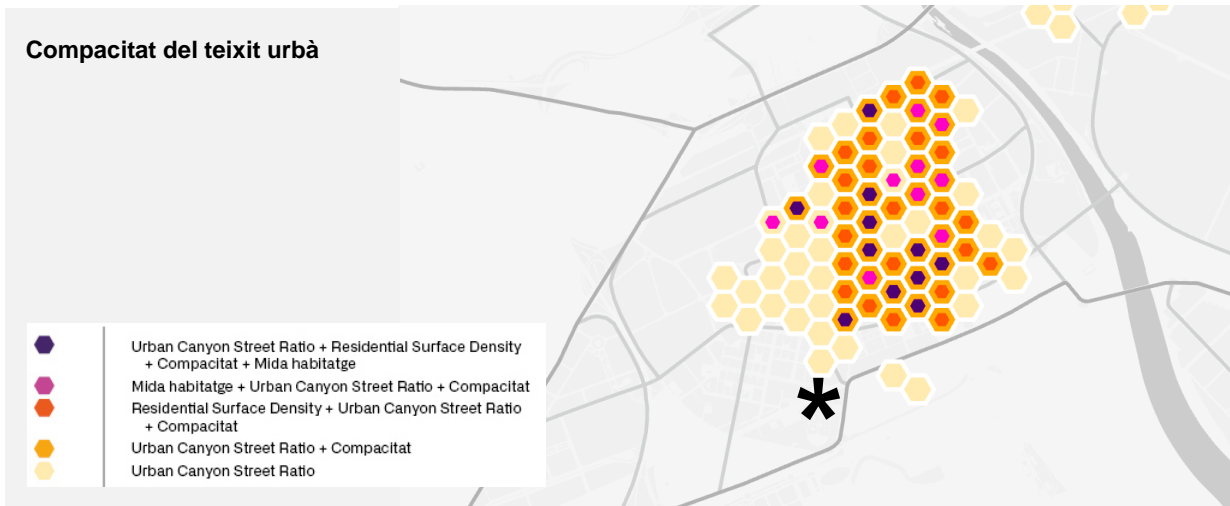 Compacitat del teixit urbà
Urban Canyon Street Ratio + Residential Surface Density
+ Compacitat + Mida habitatge
Mida habitatge + Urban Canyon Street Ratio + Compacitat
Residential Surface Density + Urban Canyon Street Ratio
+ Compacitat
Urban Canyon Street Ratio + Compacitat
Urban Canyon Street Ratio
*